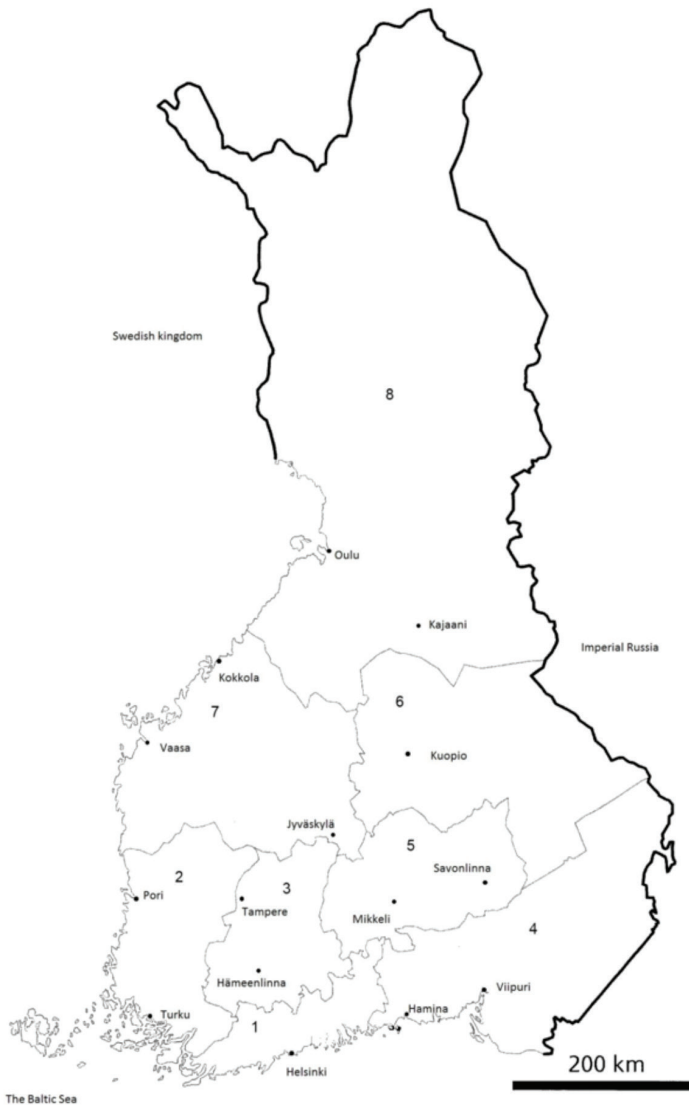 Swedish kingdom
8
Oulu
Kajaani
Imperial Russia
Kokkola
6
7
Vaasa
Kuopio
Jyväskylä
5
2
3
Savonlinna
Pori
Tampere
Mikkeli
4
Hämeenlinna
Viipuri
Turku
1
Hamina
Helsinki
200 km
The Baltic Sea